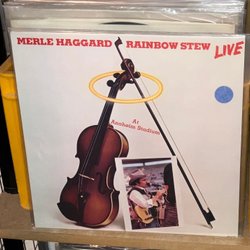 MERLE HAGGARD RAINBOW STEW LIVE
At
Anaheim Stadium